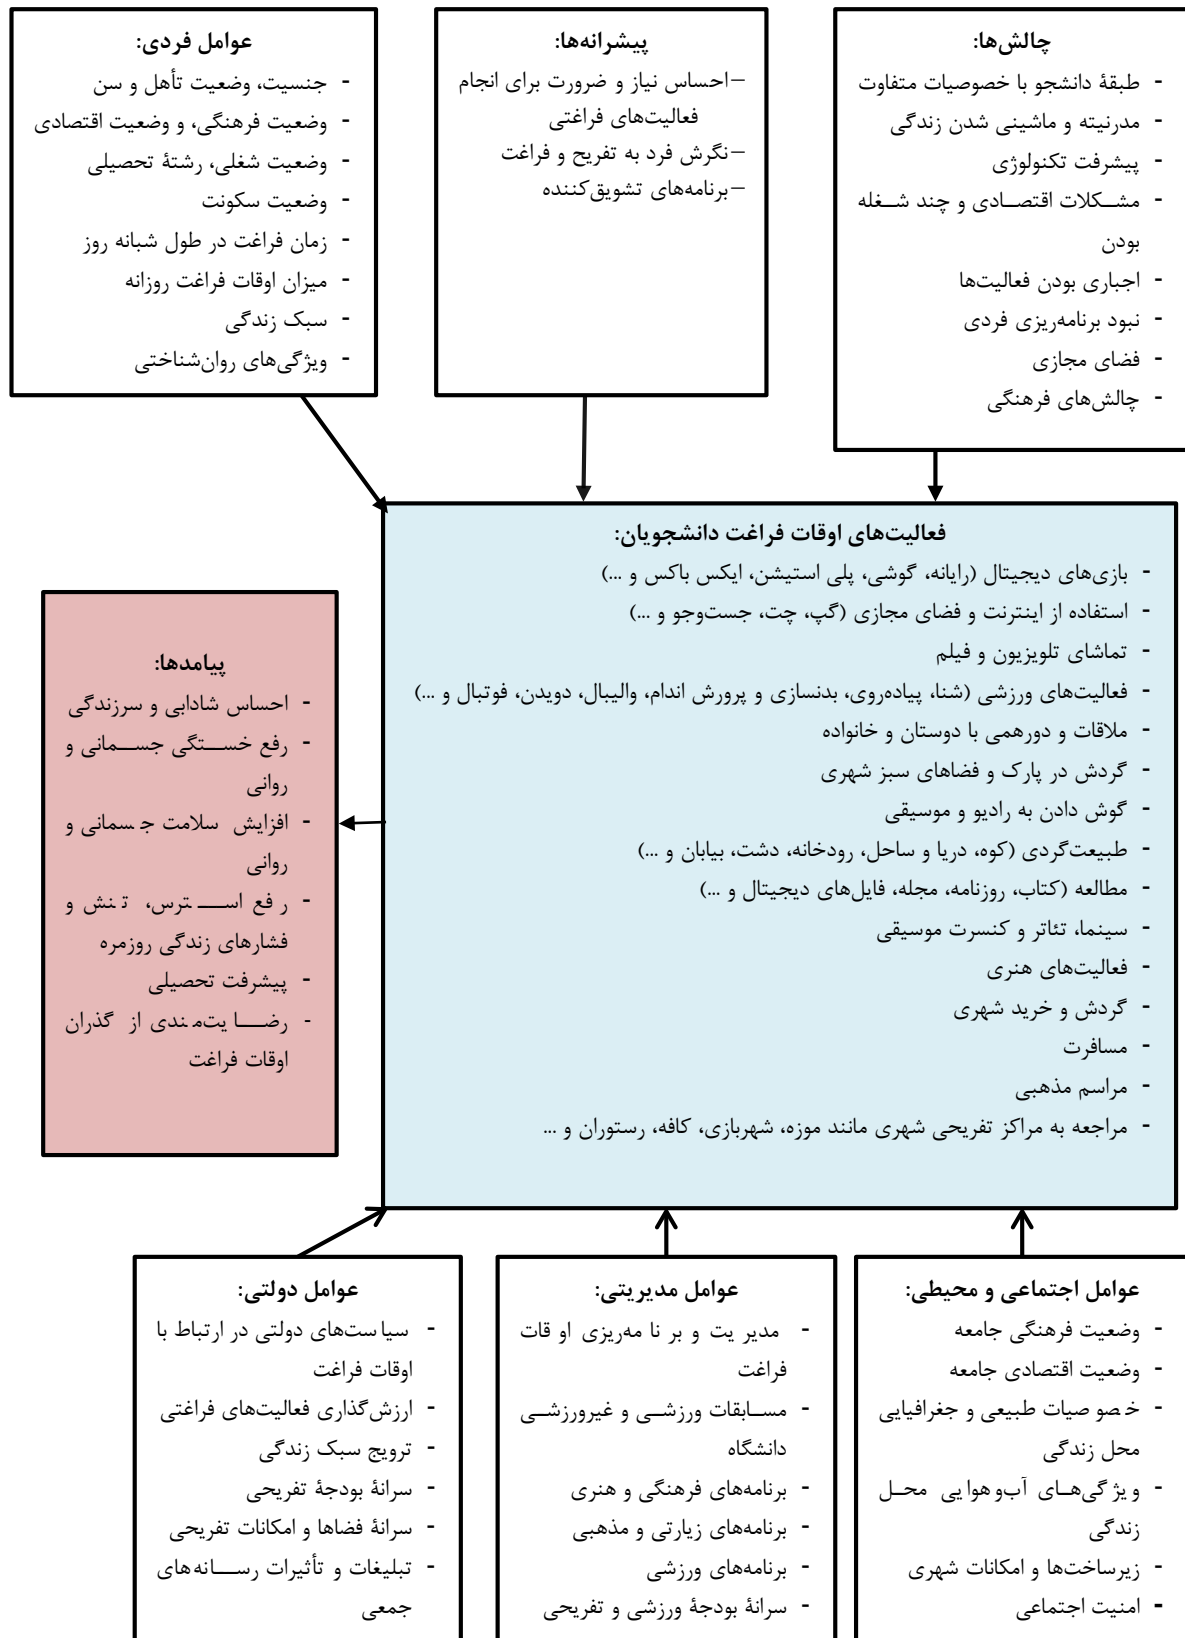 چالش‌ها:
- طبقهٔ دانشجو با خصوصیات متفاوت
- مدرنیته و ماشینی شدن زندگی
- پیشرفت تکنولوژی
- مشکلات اقتصادی و چند شغله
بودن
- اجباری بودن فعالیت‌ها
- نبود برنامه‌ریزی فردی
- فضای مجازی
- چالش‌های فرهنگی
پیشرانه‌ها:
–احساس نیاز و ضرورت برای انجام
فعالیت‌های فراغتی
–نگرش فرد به تفریح و فراغت
–برنامه‌های تشویق‌کننده
عوامل فردی:
- جنسیت، وضعیت تأهل و سن
- وضعیت فرهنگی، و وضعیت اقتصادی
- وضعیت شغلی، رشتهٔ تحصیلی
- وضعیت سکونت
- زمان فراغت در طول شبانه روز
- میزان اوقات فراغت روزانه
- سبک زندگی
- ویژگی‌های روان‌شناختی
فعالیت‌های اوقات فراغت دانشجویان:
- بازی‌های دیجیتال (رایانه، گوشی، پلی استیشن، ایکس باکس و ...)
- استفاده از اینترنت و فضای مجازی (گپ، چت، جست‌وجو و ...)
- تماشای تلویزیون و فیلم
- فعالیت‌های ورزشی (شنا، پیاده‌روی، بدنسازی و پرورش اندام، والیبال، دویدن، فوتبال و ...)
- ملاقات و دورهمی با دوستان و خانواده
- گردش در پارک و فضاهای سبز شهری
- گوش دادن به رادیو و موسیقی
- طبیعت‌گردی (کوه، دریا و ساحل، رودخانه، دشت، بیابان و ...)
- مطالعه (کتاب، روزنامه، مجله، فایل‌های دیجیتال و ...)
- سینما، تئاتر و کنسرت موسیقی
- فعالیت‌های هنری
- گردش و خرید شهری
- مسافرت
- مراسم مذهبی
- مراجعه به مراکز تفریحی شهری مانند موزه، شهربازی، کافه، رستوران و ...
پیامدها:
- احساس شادابی و سرزندگی
- رفع خستگی جسمانی و
روانی
- افزایش سلامت جسمانی و
روانی
- رفع استرس، تنش و
فشارهای زندگی روزمره
- پیشرفت تحصیلی
- رضایت‌مندی از گذران
اوقات فراغت
عوامل اجتماعی و محیطی:
- وضعیت فرهنگی جامعه
- وضعیت اقتصادی جامعه
- خصوصیات طبیعی و جغرافیایی
محل زندگی
- ویژگی‌های آب‌وهوایی محل
زندگی
- زیرساخت‌ها و امکانات شهری
- امنیت اجتماعی
عوامل مدیریتی:
- مدیریت و برنامه‌ریزی اوقات
فراغت
- مسابقات ورزشی و غیرورزشی
دانشگاه
- برنامه‌های فرهنگی و هنری
- برنامه‌های زیارتی و مذهبی
- برنامه‌های ورزشی
- سرانهٔ بودجهٔ ورزشی و تفریحی
عوامل دولتی:
- سیاست‌های دولتی در ارتباط با
اوقات فراغت
- ارزش‌گذاری فعالیت‌های فراغتی
- ترویج سبک زندگی
- سرانهٔ بودجهٔ تفریحی
- سرانهٔ فضاها و امکانات تفریحی
- تبلیغات و تأثیرات رسانه‌های
جمعی